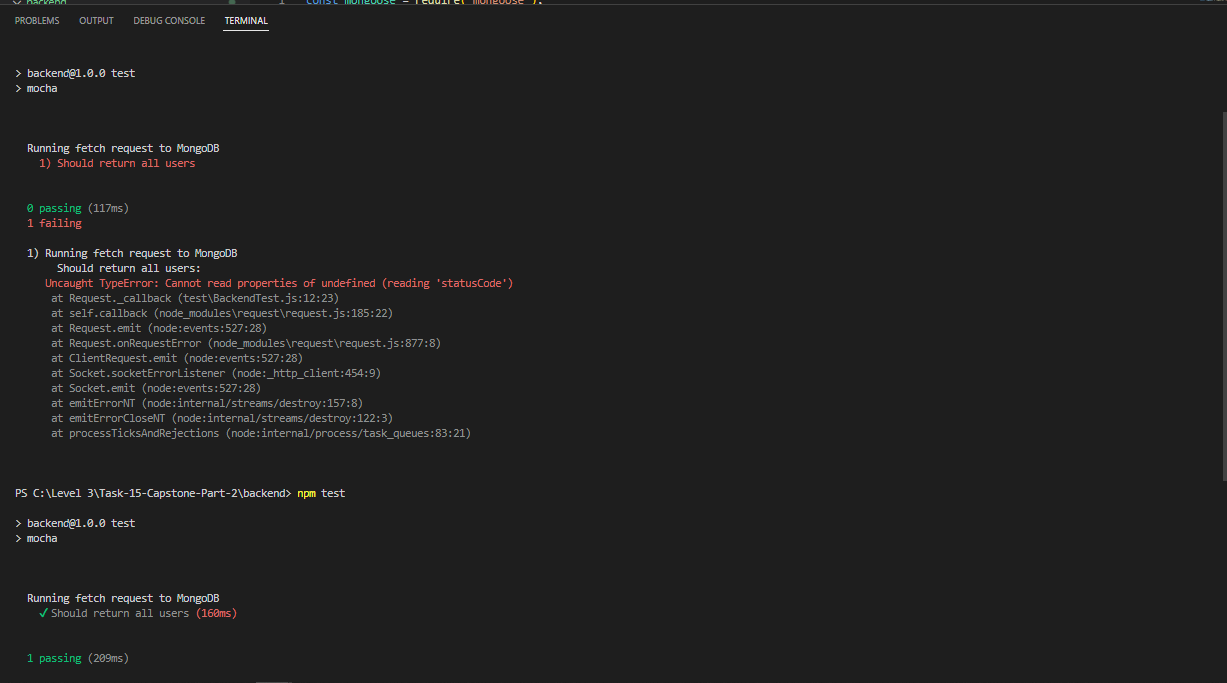 backend
1 const mongoose = require("mongoose");
PROBLEMS OUTPUT DEBUG CONSOLE TERMINAL
> backend@1.0.0 test
> mocha
Running fetch request to MongoDB
1) Should return all users
0 passing (117ms)
1 failing
1) Running fetch request to MongoDB
Should return all users:
Uncaught TypeError: Cannot read properties of undefined (reading 'statusCode')
at Request._callback (test\BackendTest.js:12:23)
at self.callback (node_modules\request\request.js:185:22)
at Request.emit (node:events:527:28)
at Request.onRequestError (node_modules\request\request.js:877:8)
at ClientRequest.emit (node:events:527:28)
at Socket.socketErrorListener (node:_http_client:454:9)
at Socket.emit (node:events:527:28)
at emitErrorNT (node:internal/streams/destroy:157:8)
at emitErrorCloseNT (node:internal/streams/destroy:122:3)
at processTicksAndRejections (node:internal/process/task_queues:83:21)
PS C:\Level 3\Task-15-Capstone-Part-2\backend> npm test
> backend@1.0.0 test
> mocha
Running fetch request to MongoDB
✓ Should return all users (160ms)
1 passing (209ms)